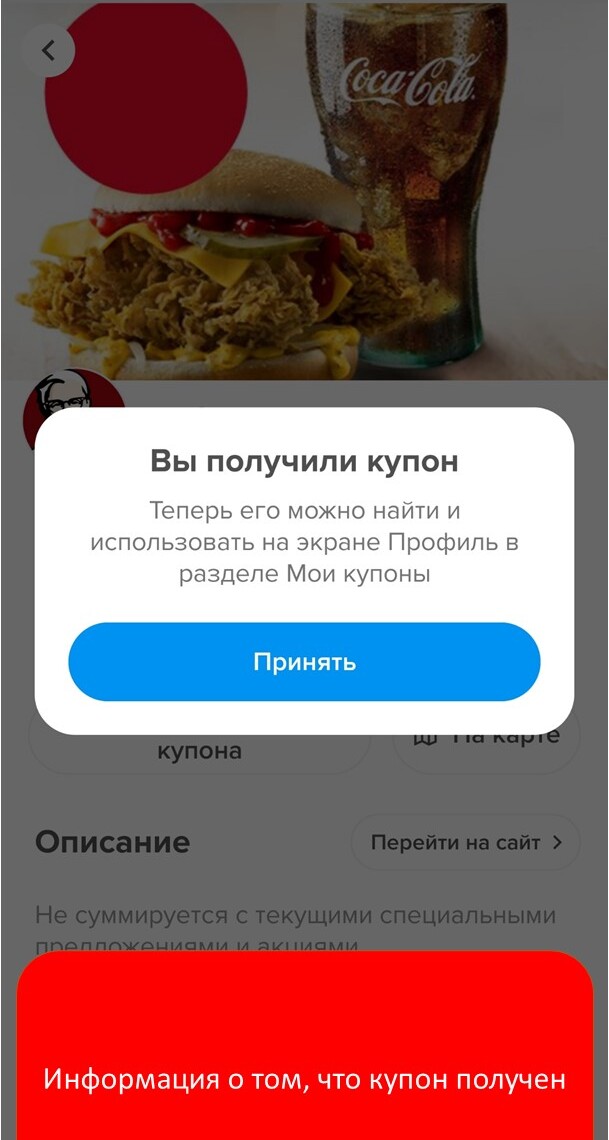 Coca-Cola
Вы получили купон
Теперь его можно найти и
использовать на экране Профиль в
разделе Мои купоны
Принять
купона
На карте
Описание
Перейти на сайт
Не суммируется с текущими специальными
предложениями и акциями
Информация о том, что купон получен